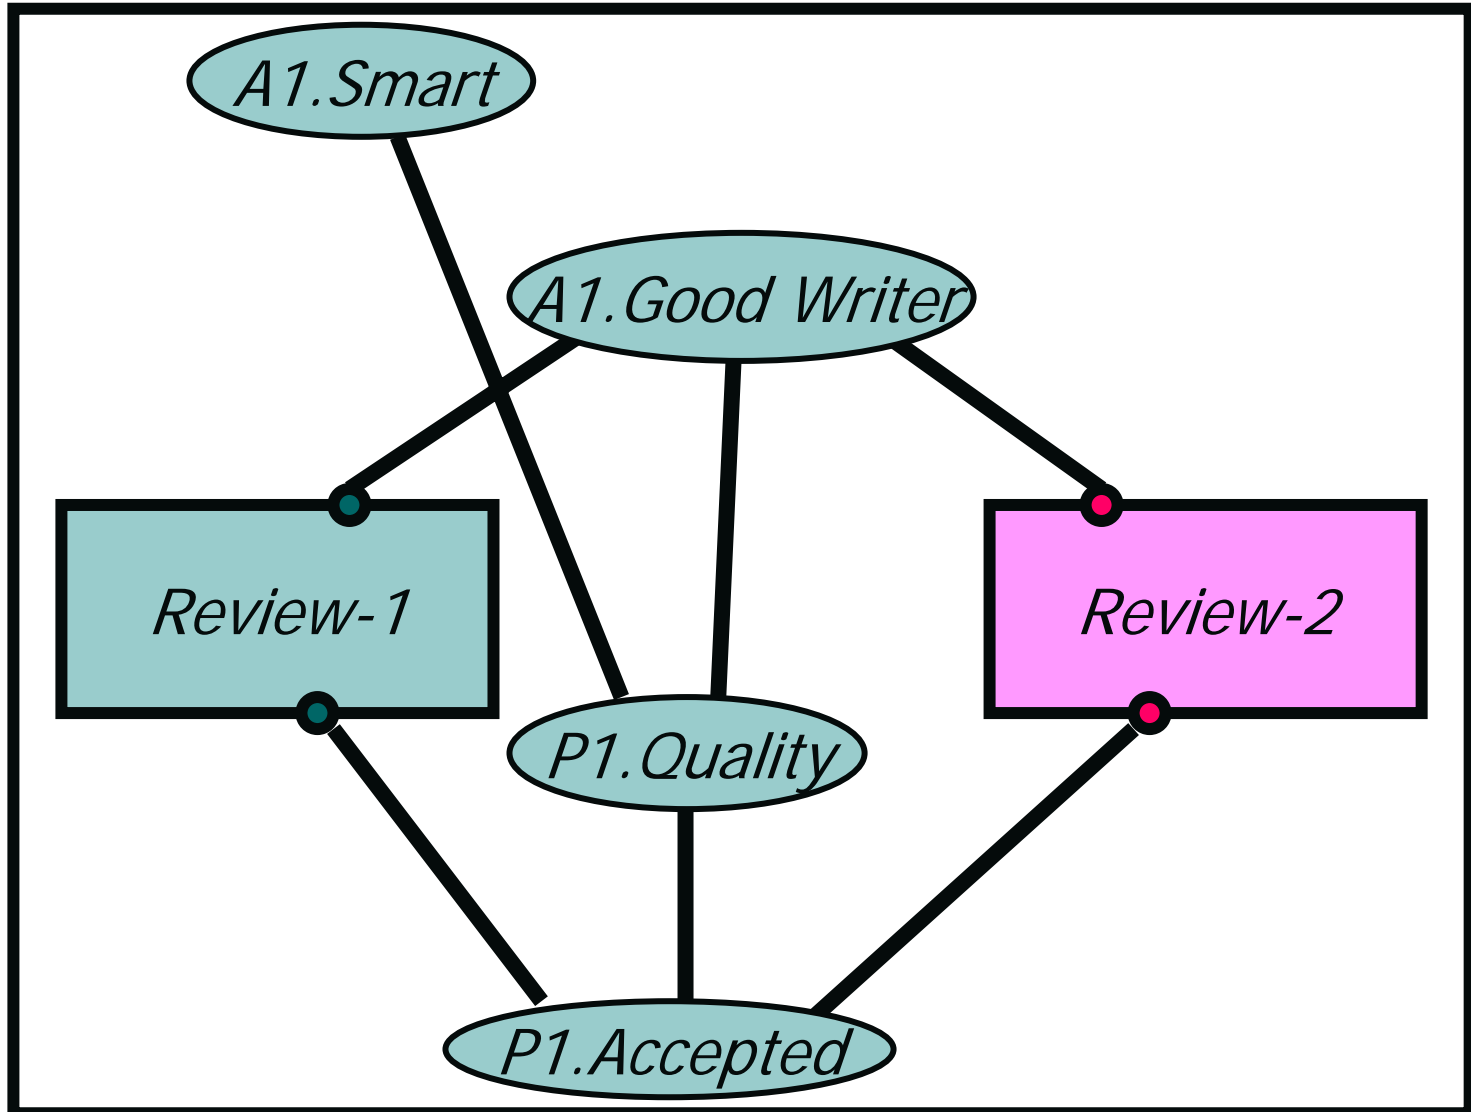 A1.Smart
A1.Good Writer
Review-1
Review-2
P1.Quality
P1.Accepted